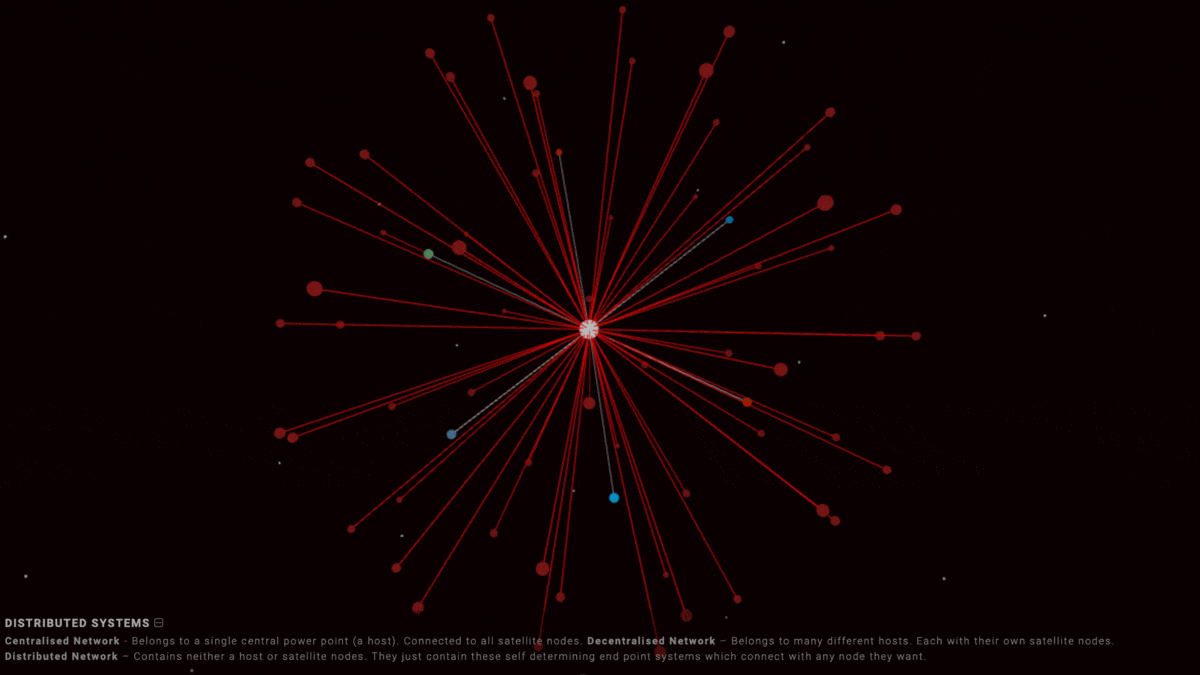 DISTRIBUTED SYSTEMS
Centralised Network - Belongs to a single central power point (a host). Connected to all satellite nodes. Decentralised Network – Belongs to many different hosts. Each with their own satellite nodes.
Distributed Network – Contains neither a host or satellite nodes. They just contain these self determining end point systems which connect with any node they want.